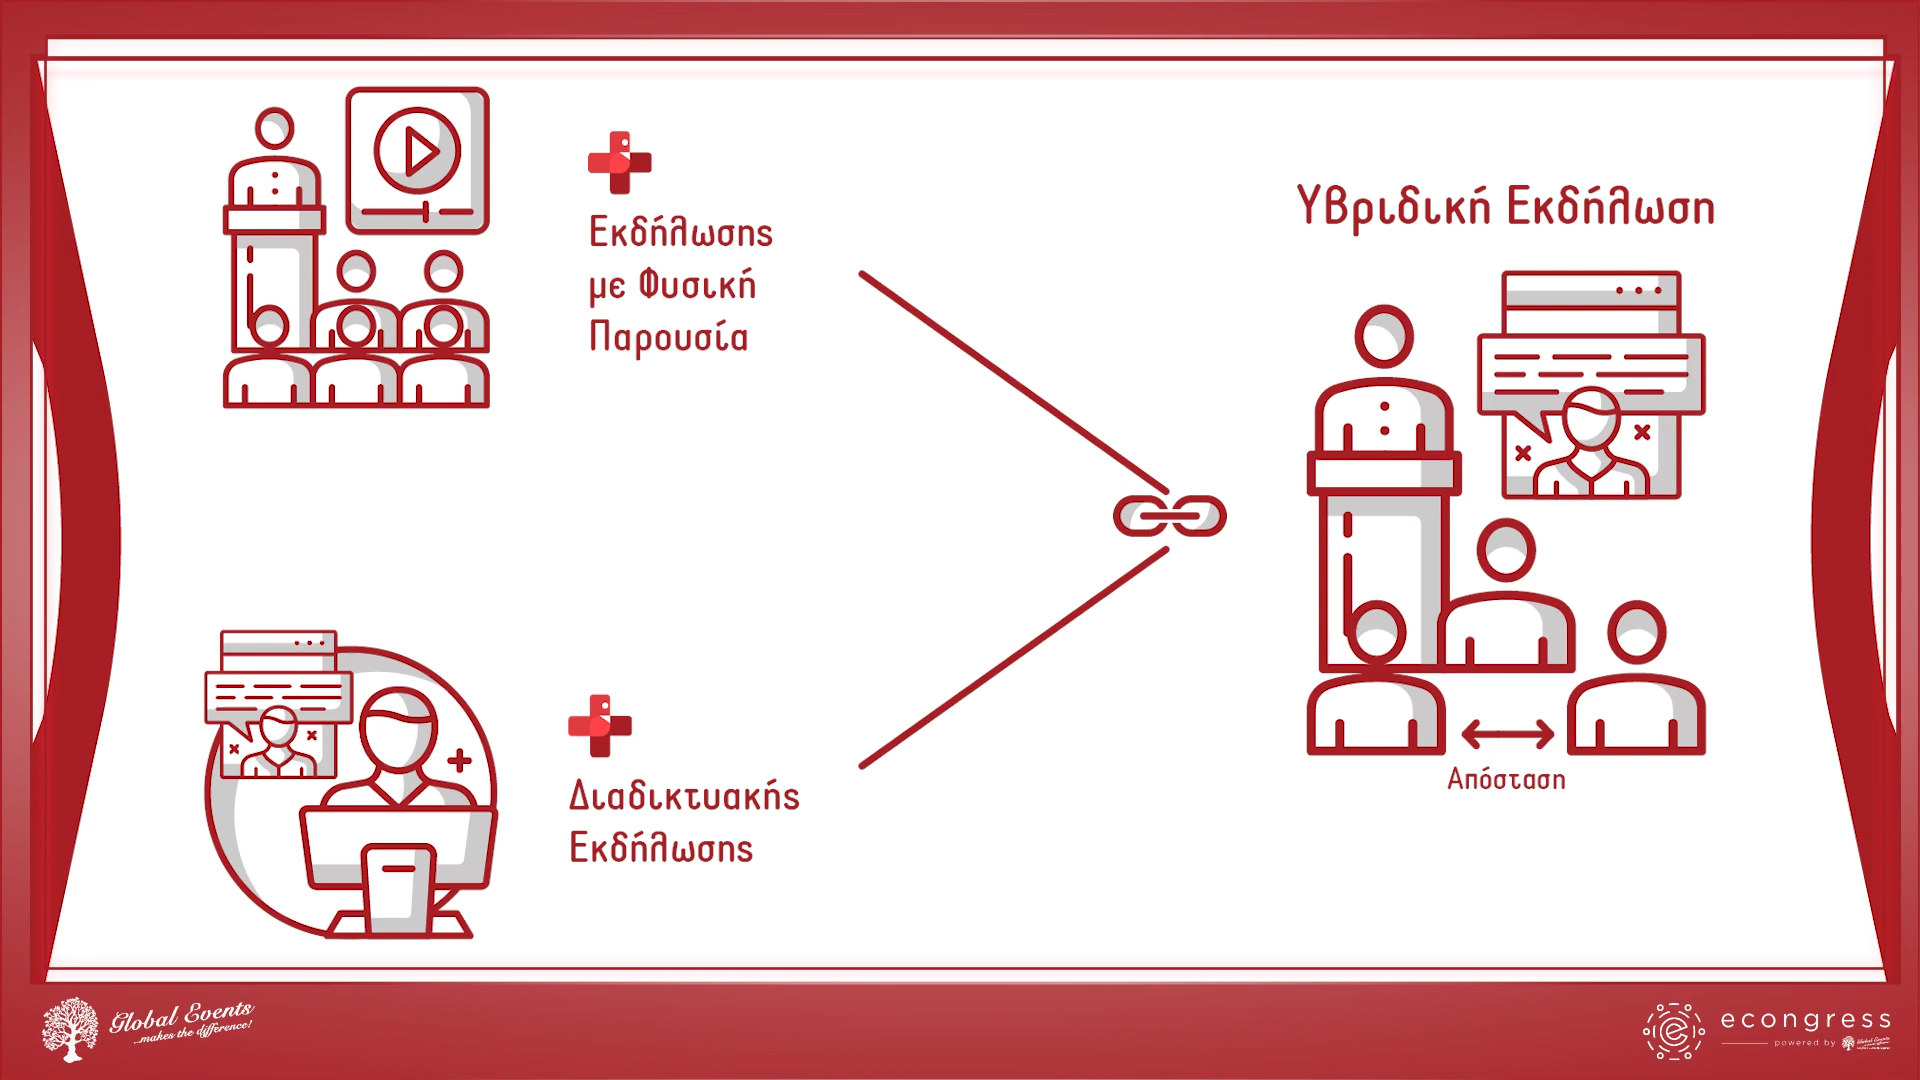 Εκδήλωσης
με Φυσική
Παρουσία
Διαδικτυακής
Εκδήλωσης
Υβριδική Εκδήλωση
Απόσταση
Global Events
...makes the difference!
econgress
powered by